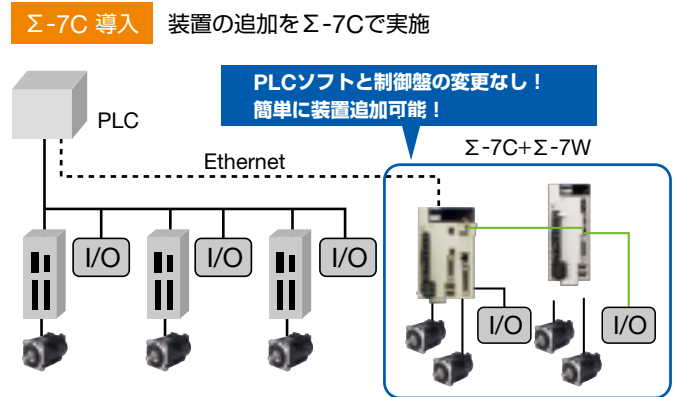 Σ-7C 導入 装置の追加をΣ-7Cで実施
PLCソフトと制御盤の変更なし！
簡単に装置追加可能！
PLC
Σ-7C+Σ-7W
Ethernet
I/O I/O I/O
I/O I/O